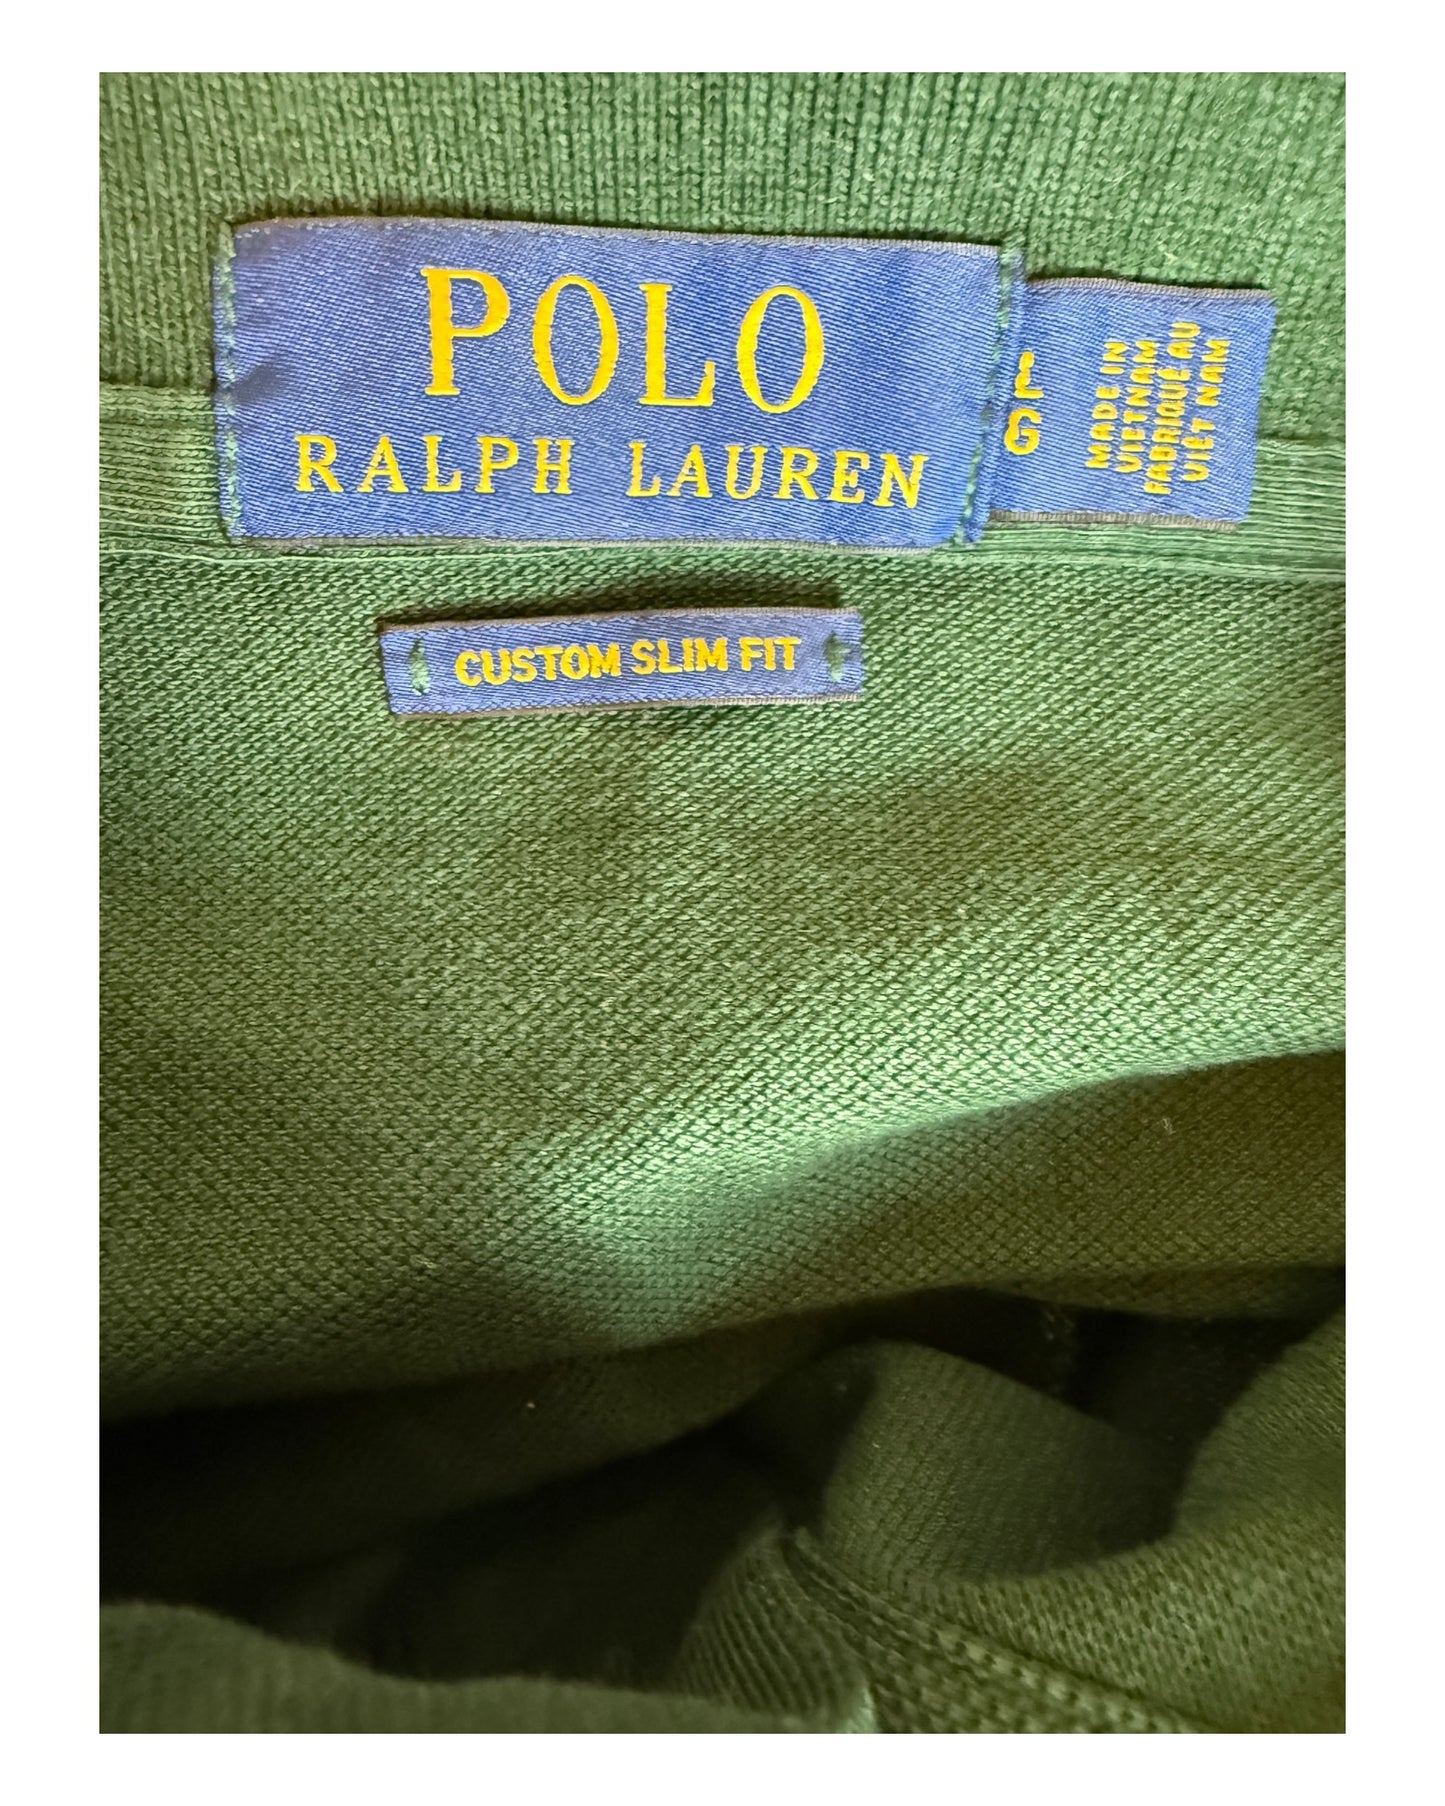 POLO
RALPH LAUREN
L
G
MADE IN
VIETNAM
FABRIQUÉ AU
VIÊT NAM
CUSTOM SLIM FIT